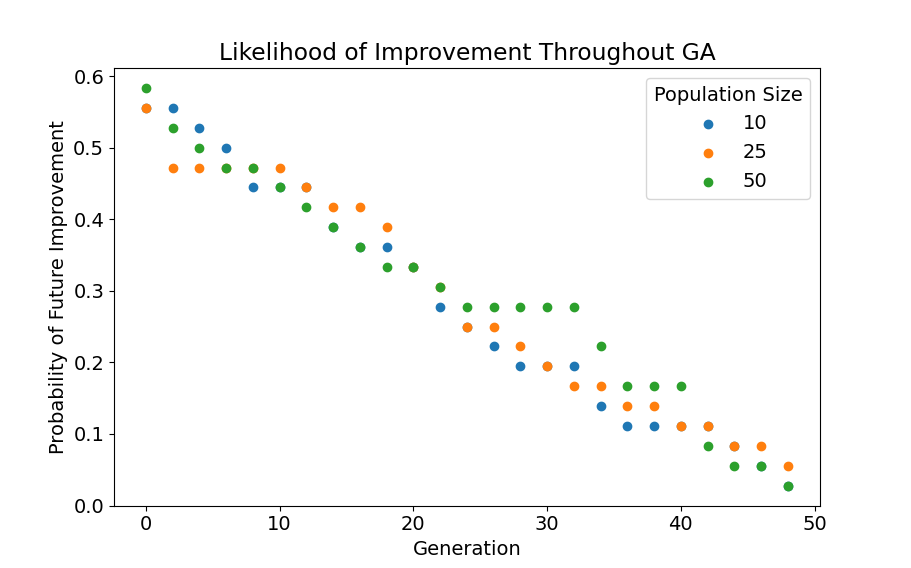 Likelihood of Improvement Throughout GA
Probability of Future Improvement
0.6
0.5
0.4
0.3
0.2
0.1
0.0
Population Size
10
25
50
0 10 20 30 40 50
Generation